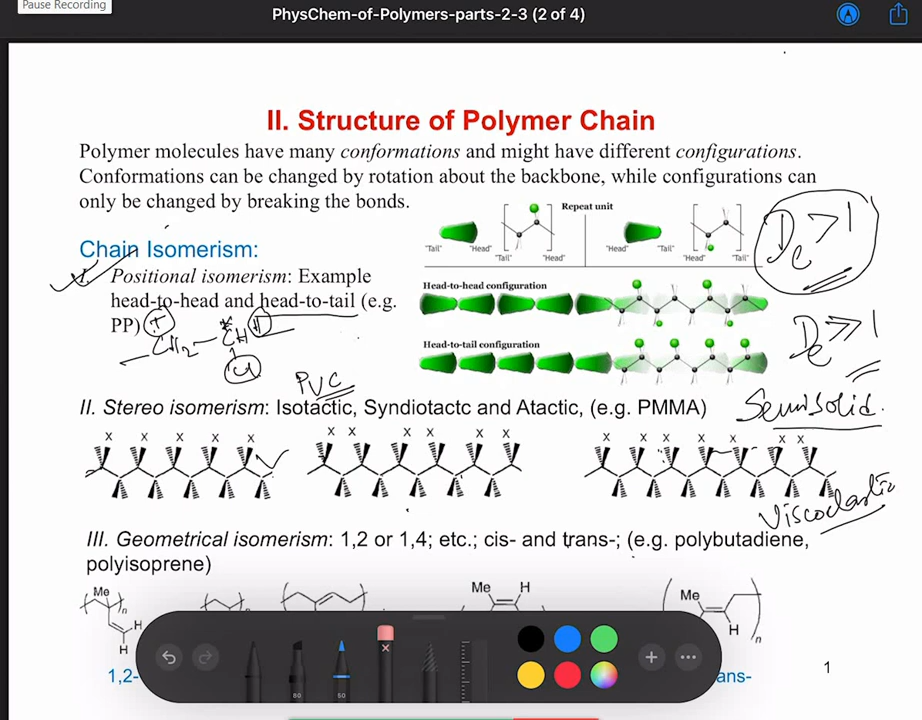 Pause Recording
PhysChem-of-Polymers-parts-2-3 (2 of 4)
II. Structure of Polymer Chain
Polymer molecules have many conformations and might have different configurations.
Conformations can be changed by rotation about the backbone, while configurations can
only be changed by breaking the bonds.
Repeat unit
"Tail" "Head" "Tail" "Head" "Head" "Tail" "Head" "Tail"
De > 1
Chain Isomerism:
I. Positional isomerism: Example
head-to-head and head-to-tail (e.g.
PP)
Head-to-head configuration
CH2 - CH
Cl
De >> 1
Head-to-tail configuration
PVC
Semisolid.
II. Stereo isomerism: Isotactic, Syndiotactc and Atactic, (e.g. PMMA)
X X X X X X X X X X X X X X X X X X
Viscoelastic
III. Geometrical isomerism: 1,2 or 1,4; etc.; cis- and trans-; (e.g. polybutadiene,
polyisoprene)
Me n H H
Me H
Me H n
1,2-
ans-
80 50
1